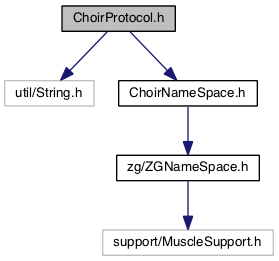 ChoirProtocol.h
util/String.h
ChoirNameSpace.h
zg/ZGNameSpace.h
support/MuscleSupport.h